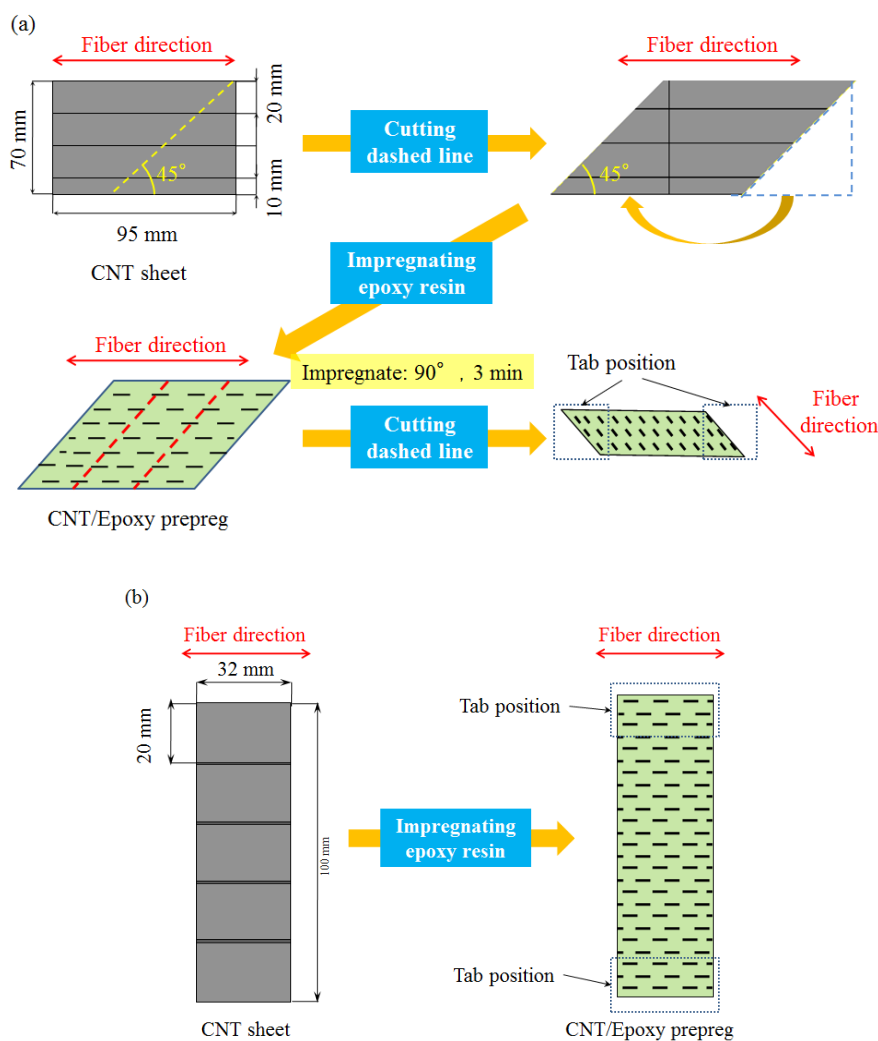 (a)
Fiber direction
Fiber direction
70 mm
20 mm
10 mm
45°
45°
95 mm
CNT sheet
Cutting
dashed line
Impregnating
epoxy resin
Fiber direction
Impregnate: 90° , 3 min
Tab position
Fiber
direction
Cutting
dashed line
CNT/Epoxy prepreg
(b)
Fiber direction
Fiber direction
32 mm
20 mm
100 mm
Tab position
Impregnating
epoxy resin
Tab position
CNT sheet
CNT/Epoxy prepreg